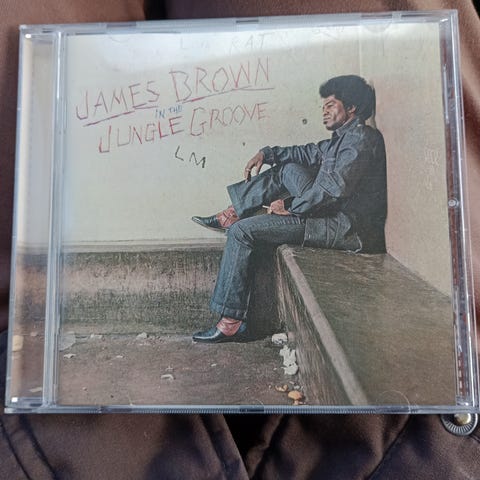 JAMES BROWN
IN THE
JUNGLE GROOVE
LM